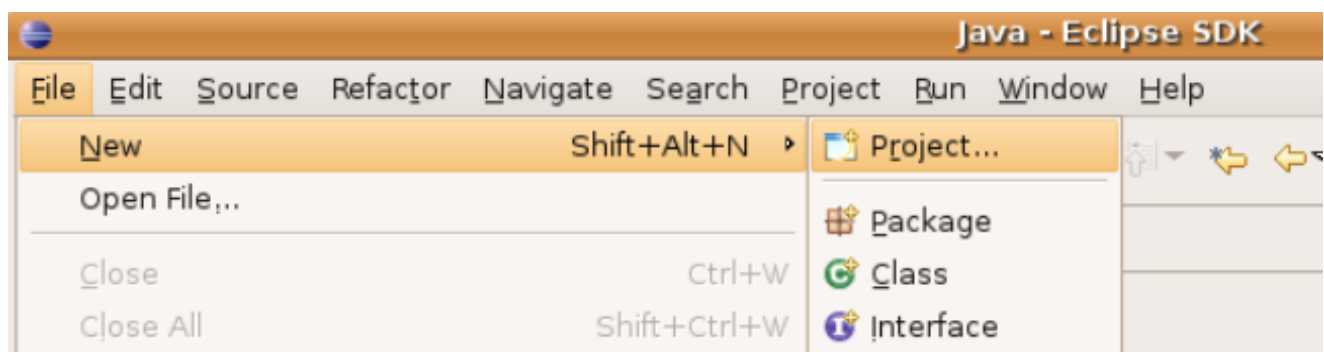 Java - Eclipse SDK
File Edit Source Refactor Navigate Search Project Run Window Help
New Shift+Alt+N Project...
Open File...
Package
Close Ctrl+W Class
Close All Shift+Ctrl+W Interface